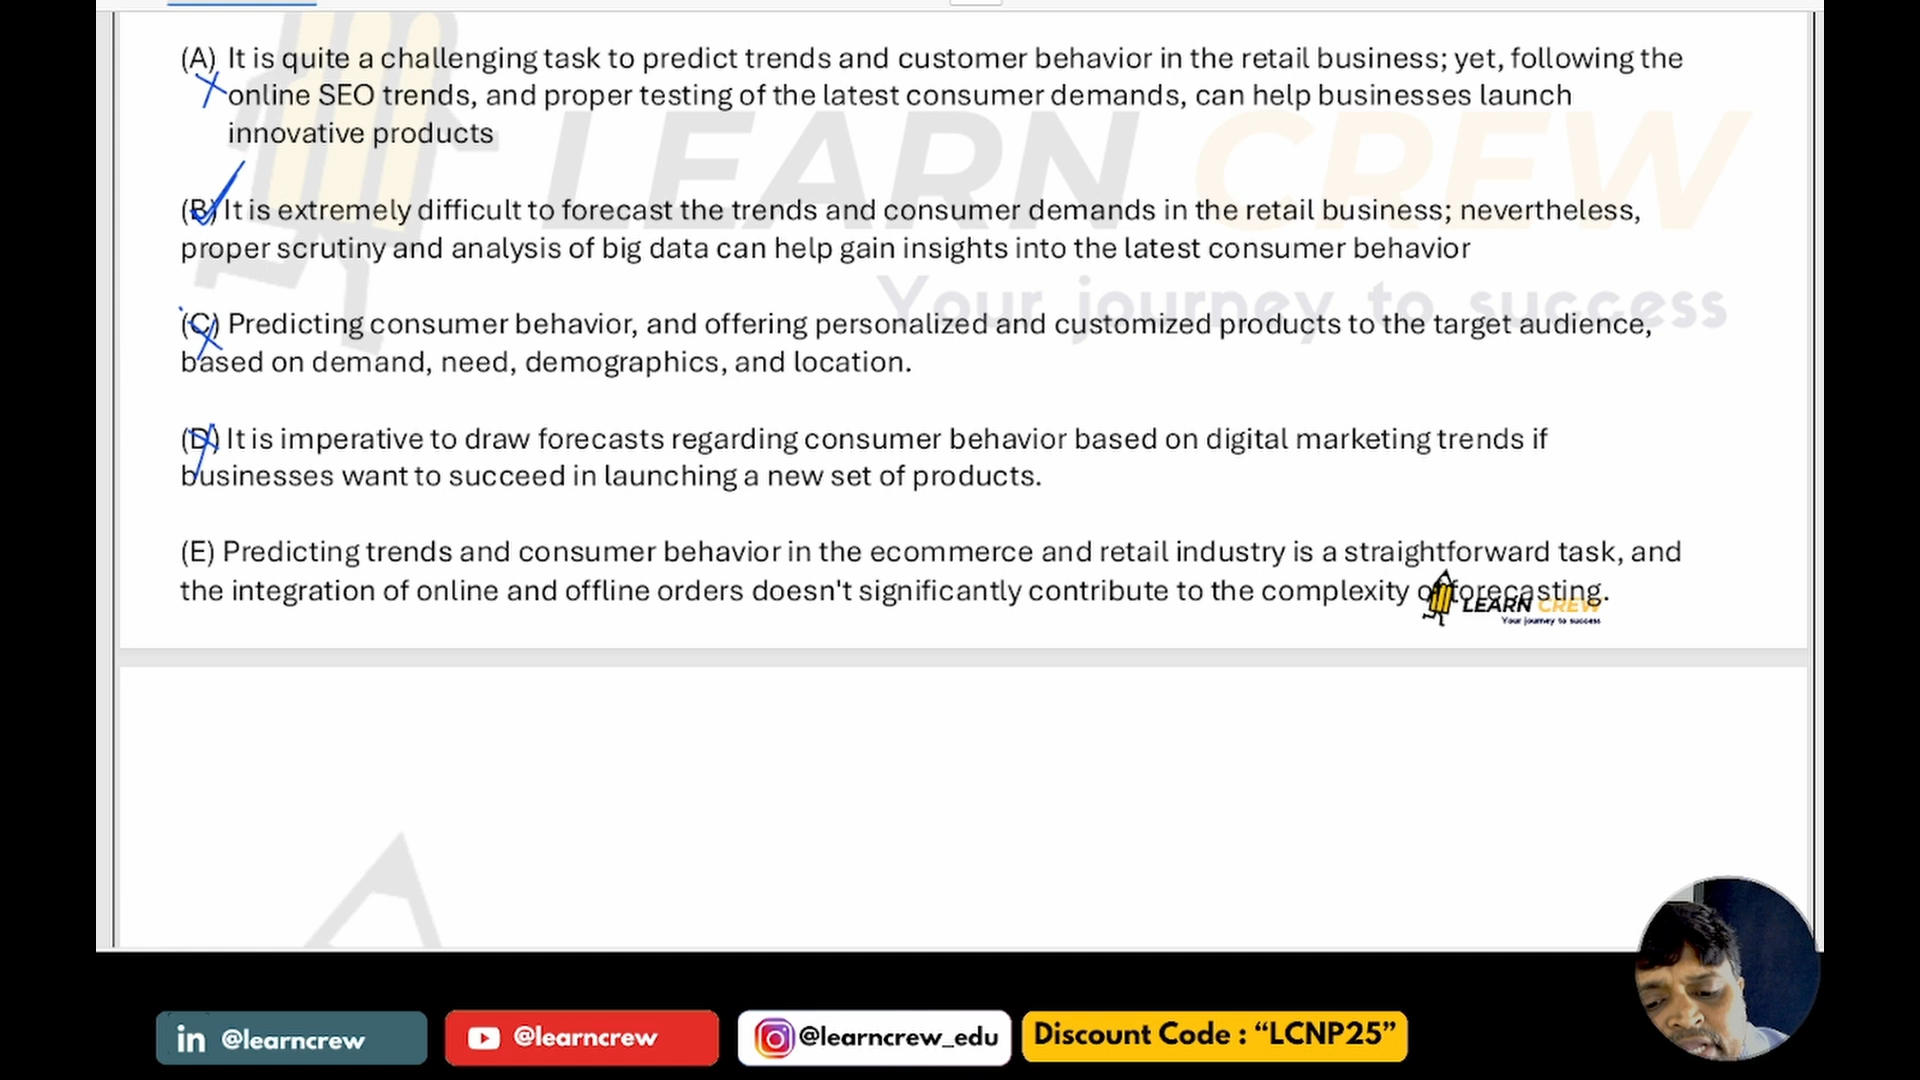 (A) It is quite a challenging task to predict trends and customer behavior in the retail business; yet, following the
online SEO trends, and proper testing of the latest consumer demands, can help businesses launch
innovative products
LEARN CREW
(B) It is extremely difficult to forecast the trends and consumer demands in the retail business; nevertheless,
proper scrutiny and analysis of big data can help gain insights into the latest consumer behavior
Your journey to success
(C) Predicting consumer behavior, and offering personalized and customized products to the target audience,
based on demand, need, demographics, and location.
(D) It is imperative to draw forecasts regarding consumer behavior based on digital marketing trends if
businesses want to succeed in launching a new set of products.
(E) Predicting trends and consumer behavior in the ecommerce and retail industry is a straightforward task, and
the integration of online and offline orders doesn't significantly contribute to the complexity of forecasting.
LEARN CREW
Your journey to success
in @learncrew
@learncrew
@learncrew_edu
Discount Code : “LCNP25”